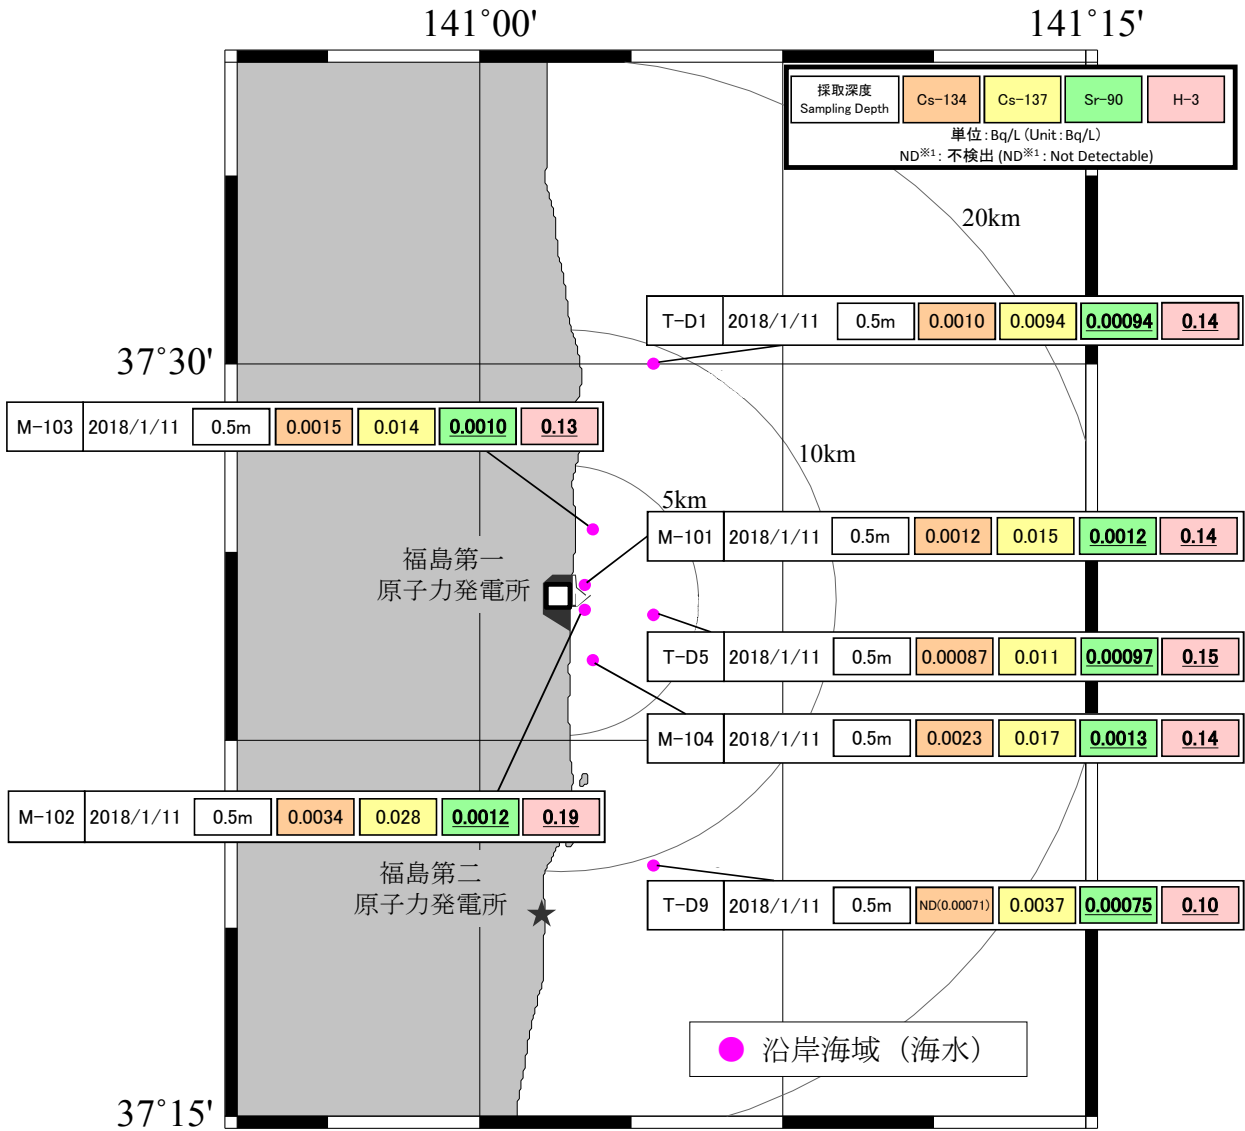 141°00'
141°15'
採取深度
Sampling Depth
Cs-134
Cs-137
Sr-90
H-3
単位:Bq/L (Unit:Bq/L)
ND※1: 不検出 (ND※1: Not Detectable)
20km
T-D1 2018/1/11 0.5m 0.0010 0.0094 0.00094 0.14
37°30'
M-103 2018/1/11 0.5m 0.0015 0.014 0.0010 0.13
10km
5km
M-101 2018/1/11 0.5m 0.0012 0.015 0.0012 0.14
福島第一
原子力発電所
T-D5 2018/1/11 0.5m 0.00087 0.011 0.00097 0.15
M-104 2018/1/11 0.5m 0.0023 0.017 0.0013 0.14
M-102 2018/1/11 0.5m 0.0034 0.028 0.0012 0.19
福島第二
原子力発電所
T-D9 2018/1/11 0.5m ND(0.00071) 0.0037 0.00075 0.10
沿岸海域（海水）
37°15'